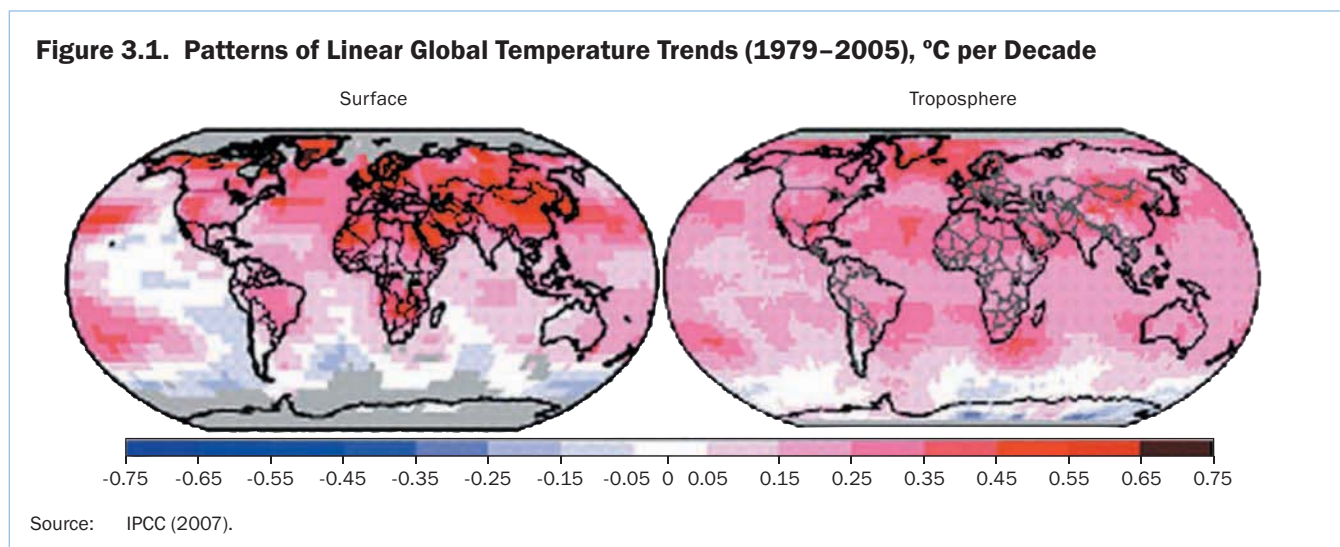 Figure 3.1. Patterns of Linear Global Temperature Trends (1979–2005), ºC per Decade
Surface Troposphere
-0.75 -0.65 -0.55 -0.45 -0.35 -0.25 -0.15 -0.05 0 0.05 0.15 0.25 0.35 0.45 0.55 0.65 0.75
Source: IPCC (2007).